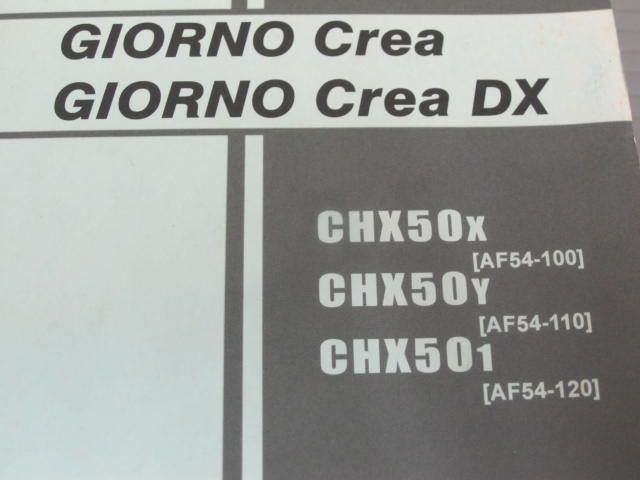 GIORNO Crea
GIORNO Crea DX
CHX50X
[AF54-100]
CHX50Y
[AF54-110]
CHX501
[AF54-120]